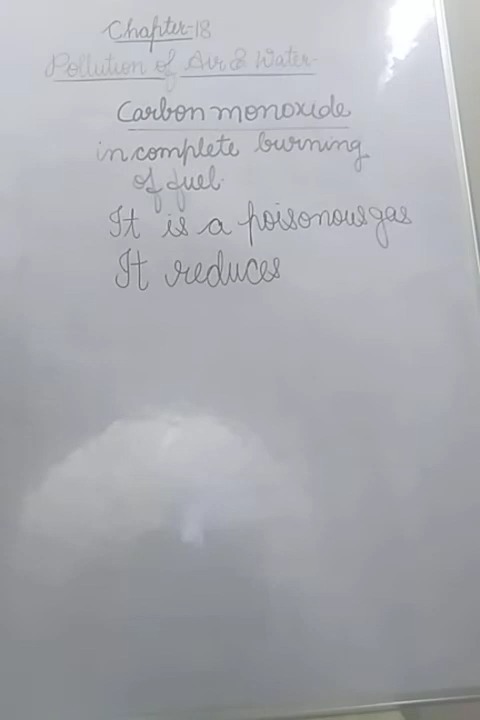 Chapter-18
Pollution of Air & Water-
Carbon monoxide
incomplete burning
of fuel.
It is a poisonous gas
It reduces